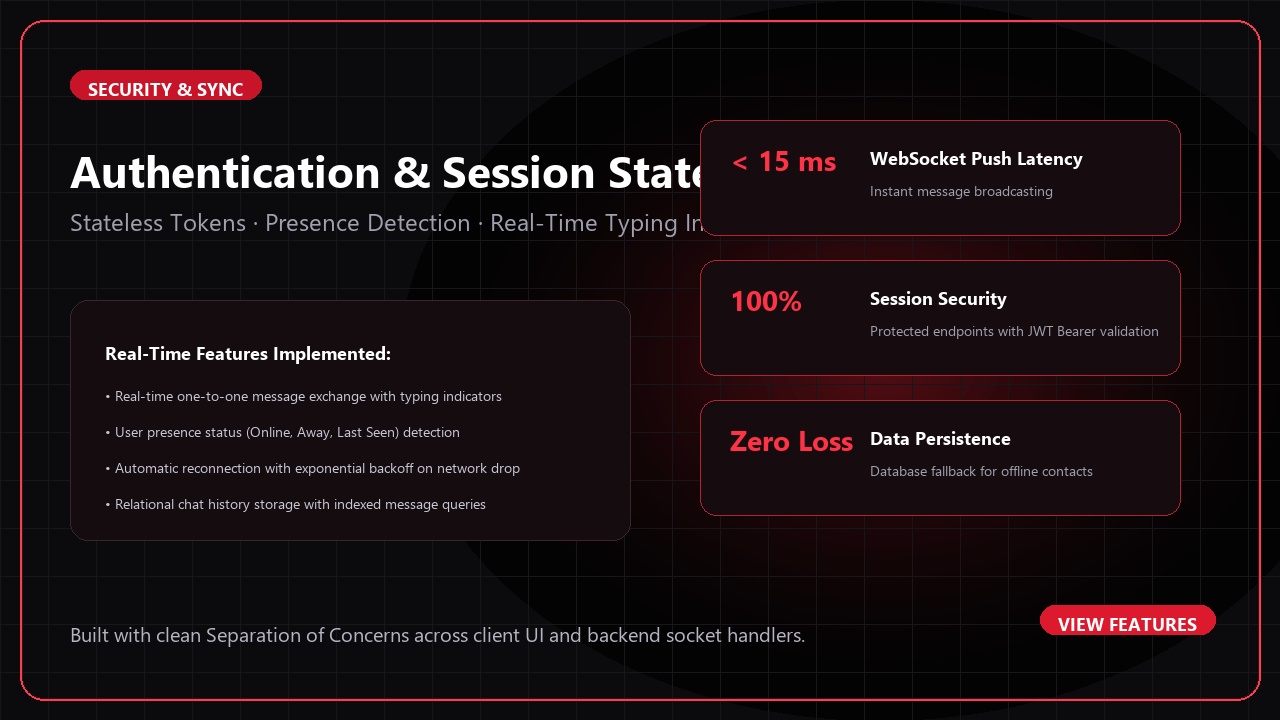 SECURITY & SYNC
Authentication & Session State
Stateless Tokens · Presence Detection · Real-Time Typing
Real-Time Features Implemented:
• Real-time one-to-one message exchange with typing indicators
• User presence status (Online, Away, Last Seen) detection
• Automatic reconnection with exponential backoff on network drop
• Relational chat history storage with indexed message queries
< 15 ms
WebSocket Push Latency
Instant message broadcasting
100%
Session Security
Protected endpoints with JWT Bearer validation
Zero Loss
Data Persistence
Database fallback for offline contacts
Built with clean Separation of Concerns across client UI and backend socket handlers.
VIEW FEATURES